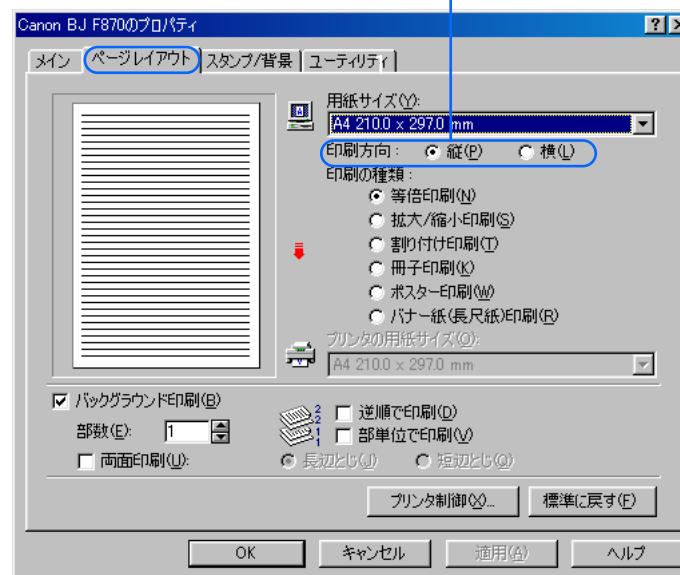 Canon BJ F870のプロパティ
メイン ページレイアウト スタンプ/背景 ユーティリティ
用紙サイズ(Y):
A4 210.0 x 297.0 mm
印刷方向: 縦(P) 横(L)
印刷の種類:
等倍印刷(N)
拡大/縮小印刷(S)
割り付け印刷(T)
冊子印刷(K)
ポスター印刷(W)
バナー紙(長尺紙)印刷(R)
プリンタの用紙サイズ(O):
A4 210.0 x 297.0 mm
バックグラウンド印刷(B)
部数(E): 1
両面印刷(U):
2 2 1 1
逆順で印刷(D)
部単位で印刷(V)
長辺とじ(J) 短辺とじ(Q)
プリンタ制御(X)... 標準に戻す(F)
OK キャンセル 適用(A) ヘルプ